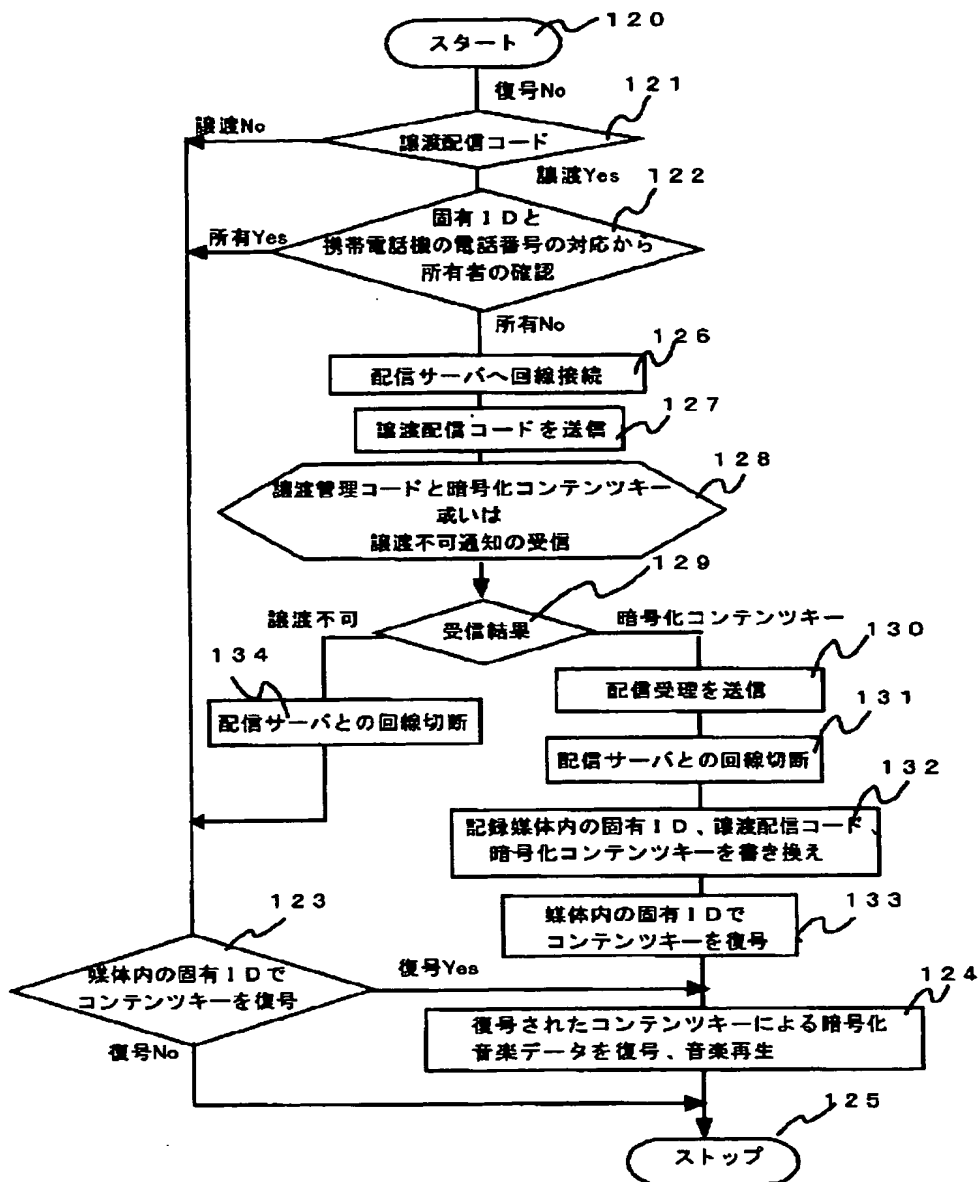 120
スタート
復号No
121
譲渡No
譲渡配信コード
譲渡Yes
122
固有IDと
携帯電話機の電話番号の対応から
所有者の確認
所有Yes
所有No
126
配信サーバへ回線接続
127
譲渡配信コードを送信
128
譲渡管理コードと暗号化コンテンツキー
或いは
譲渡不可通知の受信
129
譲渡不可
受信結果
暗号化コンテンツキー
134
配信サーバとの回線切断
130
配信受理を送信
131
配信サーバとの回線切断
132
記録媒体内の固有ID、譲渡配信コード、
暗号化コンテンツキーを書き換え
133
媒体内の固有IDで
コンテンツキーを復号
123
媒体内の固有IDで
コンテンツキーを復号
復号Yes
復号No
124
復号されたコンテンツキーによる暗号化
音楽データを復号、音楽再生
125
ストップ